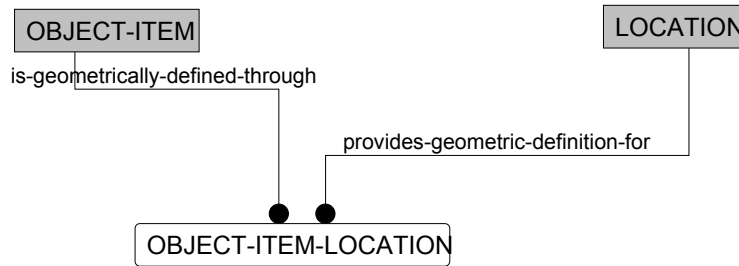 OBJECT-ITEM
LOCATION
is-geometrically-defined-through
provides-geometric-definition-for
OBJECT-ITEM-LOCATION